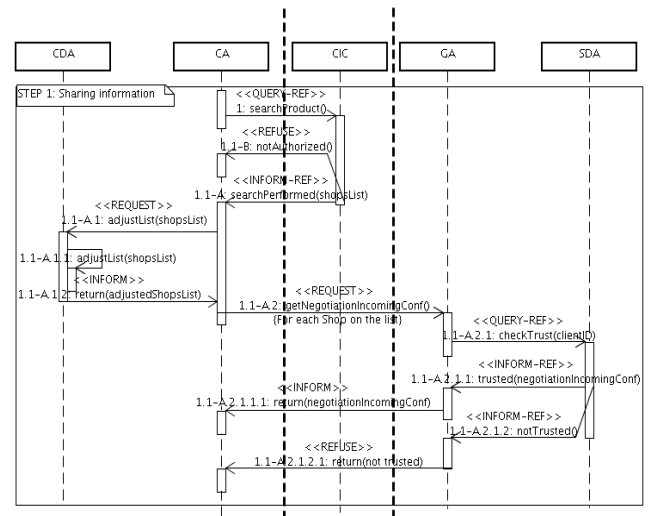 CDA
CA
CIC
GA
SDA
STEP 1: Sharing information
<<QUERY-REF>>
1: searchProduct()
<<REFUSE>>
1.1-B: notAuthorized()
<<INFORM-REF>>
1.1-A: searchPerformed(shopsList)
<<REQUEST>>
1.1-A.1: adjustList(shopsList)
1.1-A.1.1: adjustList(shopsList)
<<INFORM>>
1.1-A.1.2: return(adjustedShopsList)
<<REQUEST>>
1.1-A.2: getNegotiationIncomingConf()
(For each Shop on the list)
<<QUERY-REF>>
1.1-A.2.1: checkTrust(clientID)
<<INFORM-REF>>
1.1-A.2.1.1: trusted(negotiationIncomingConf)
<<INFORM>>
1.1-A.2.1.1.1: return(negotiationIncomingConf)
<<INFORM-REF>>
1.1-A.2.1.2: notTrusted()
<<REFUSE>>
1.1-A.2.1.2.1: return(not trusted)